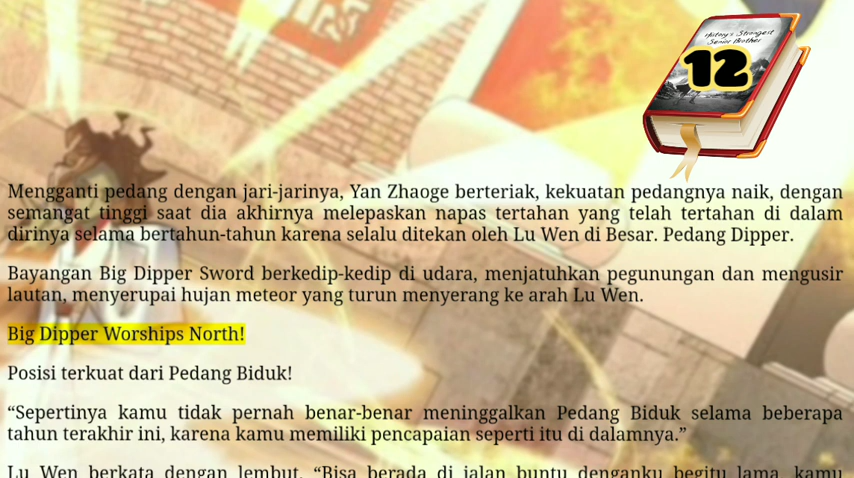 History's Strongest
Senior Brother
12
Mengganti pedang dengan jari-jarinya, Yan Zhaoge berteriak, kekuatan pedangnya naik, dengan
semangat tinggi saat dia akhirnya melepaskan napas tertahan yang telah tertahan di dalam
dirinya selama bertahun-tahun karena selalu ditekan oleh Lu Wen di Besar. Pedang Dipper.
Bayangan Big Dipper Sword berkedip-kedip di udara, menjatuhkan pegunungan dan mengusir
lautan, menyerupai hujan meteor yang turun menyerang ke arah Lu Wen.
Big Dipper Worships North!
Posisi terkuat dari Pedang Biduk!
“Sepertinya kamu tidak pernah benar-benar meninggalkan Pedang Biduk selama beberapa
tahun terakhir ini, karena kamu memiliki pencapaian seperti itu di dalamnya.”
Lu Wen berkata dengan lembut, “Bisa berada di jalan buntu denganku begitu lama, kamu